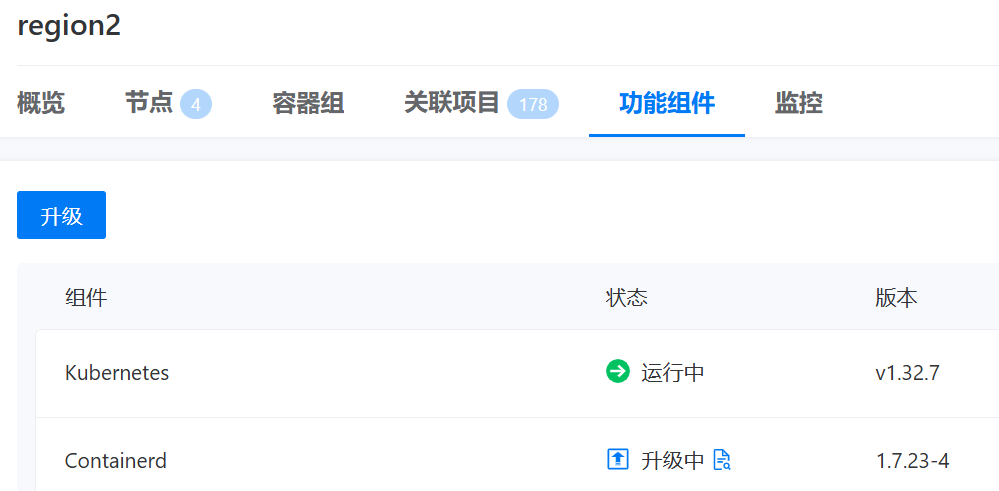 region2
概览 节点 4 容器组 关联项目 178 功能组件 监控
升级
组件 状态 版本
Kubernetes 运行中 v1.32.7
Containerd 升级中 1.7.23-4